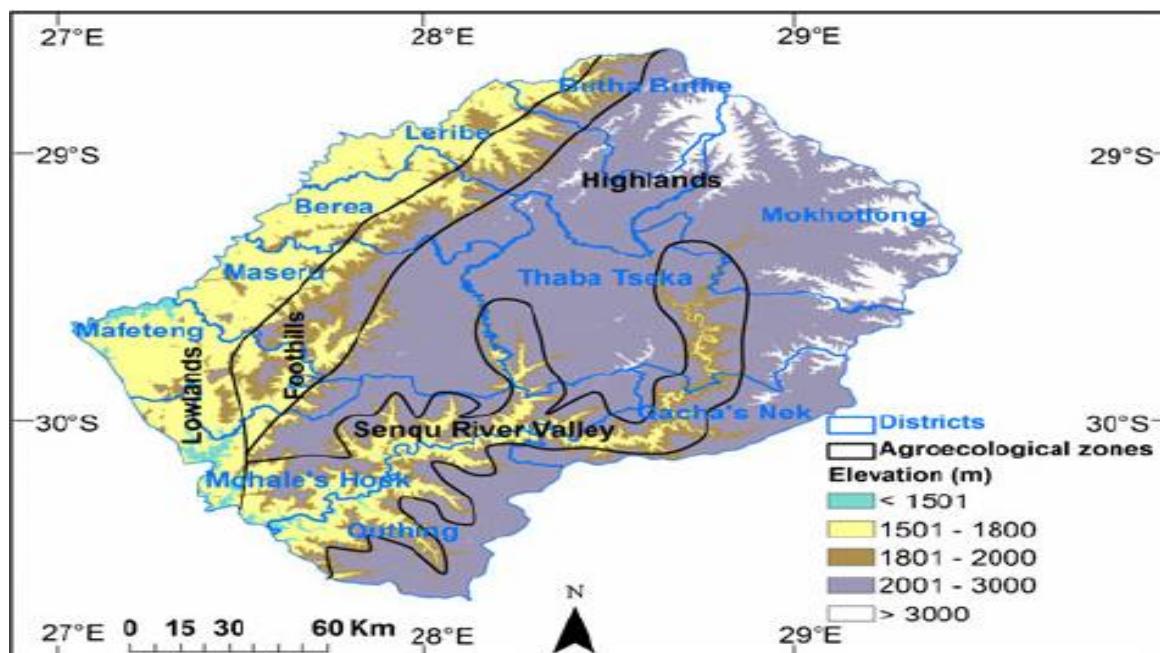 27°E 28°E 29°E
Butha Buthe
Leribe
29°S 29°S
Highlands
Berea
Mokhotlong
Maseru
Thaba Tseka
Mafeteng
Lowlands
Foothills
Qacha's Nek
30°S 30°S
Senqu River Valley
Mohale's Hoek
Quthing
Districts
Agroecological zones
Elevation (m)
< 1501
1501 - 1800
1801 - 2000
2001 - 3000
> 3000
N
0 15 30 60 Km
27°E 28°E 29°E